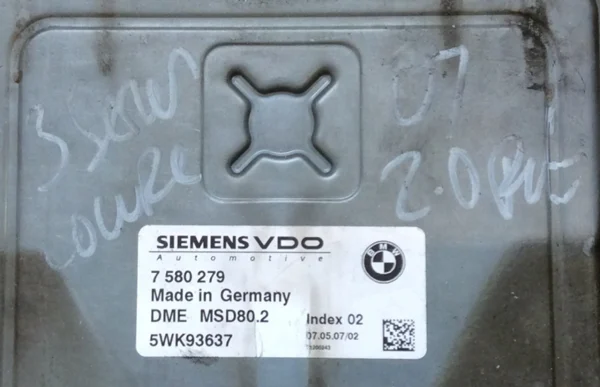 3 SERIES
COUPE
07
2.0
SIEMENS VDO
Automotive
BMW
7 580 279
Made in Germany
DME MSD80.2 Index 02
5WK93637 07.05.07/02